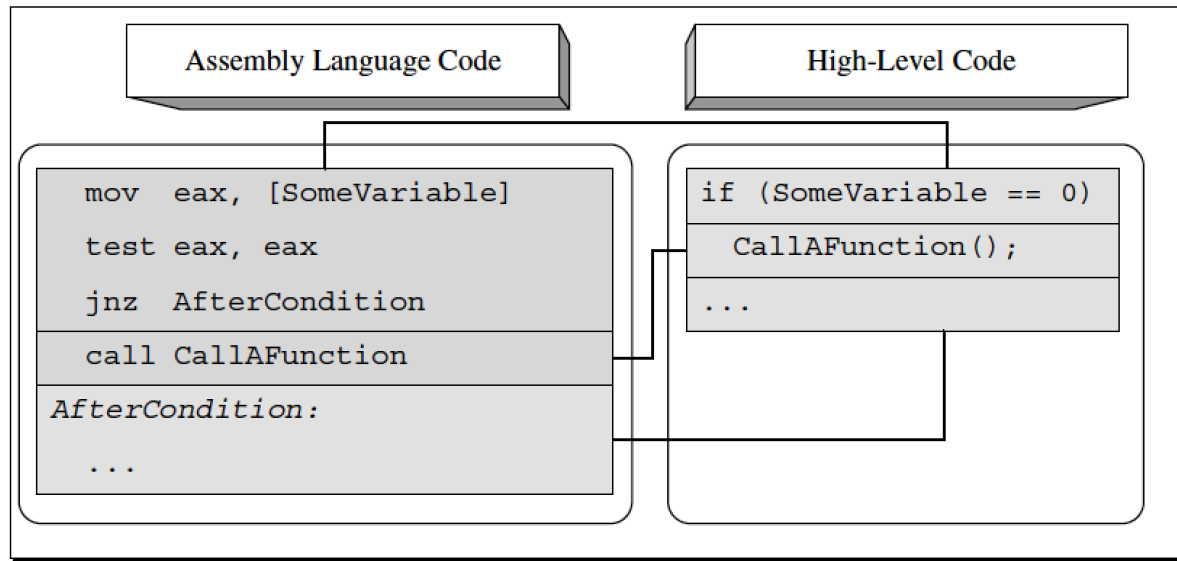 Assembly Language Code
High-Level Code
mov eax, [SomeVariable]
test eax, eax
jnz AfterCondition
call CallAFunction
AfterCondition:
...
if (SomeVariable == 0)
CallAFunction();
...